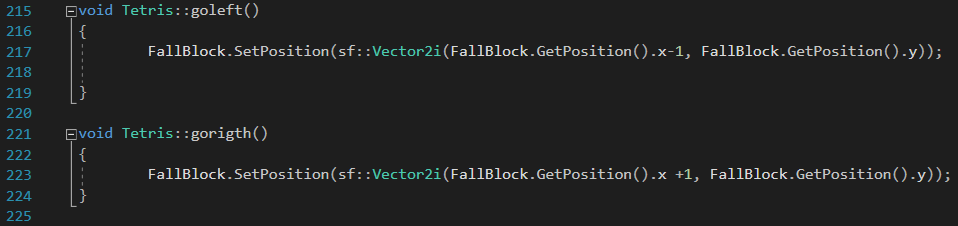 215 void Tetris::goleft()
216 {
217 FallBlock.SetPosition(sf::Vector2i(FallBlock.GetPosition().x-1, FallBlock.GetPosition().y));
218
219 }
220
221 void Tetris::gorigth()
222 {
223 FallBlock.SetPosition(sf::Vector2i(FallBlock.GetPosition().x +1, FallBlock.GetPosition().y));
224 }
225